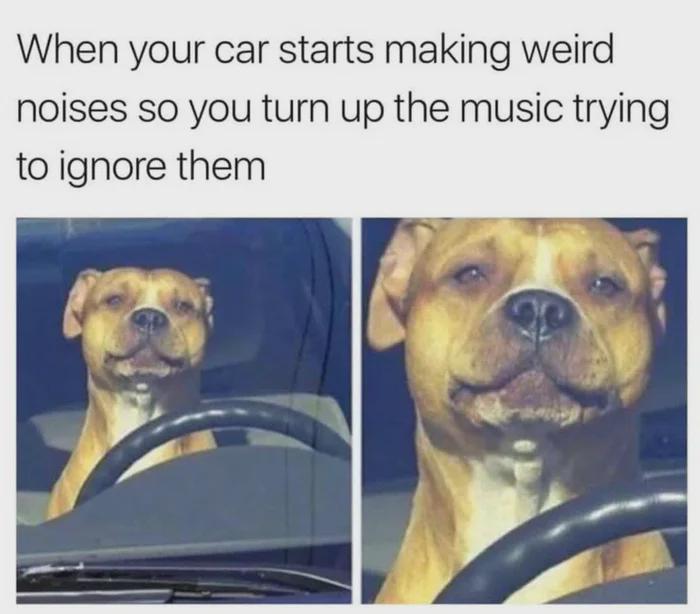 When your car starts making weird
noises so you turn up the music trying
to ignore them